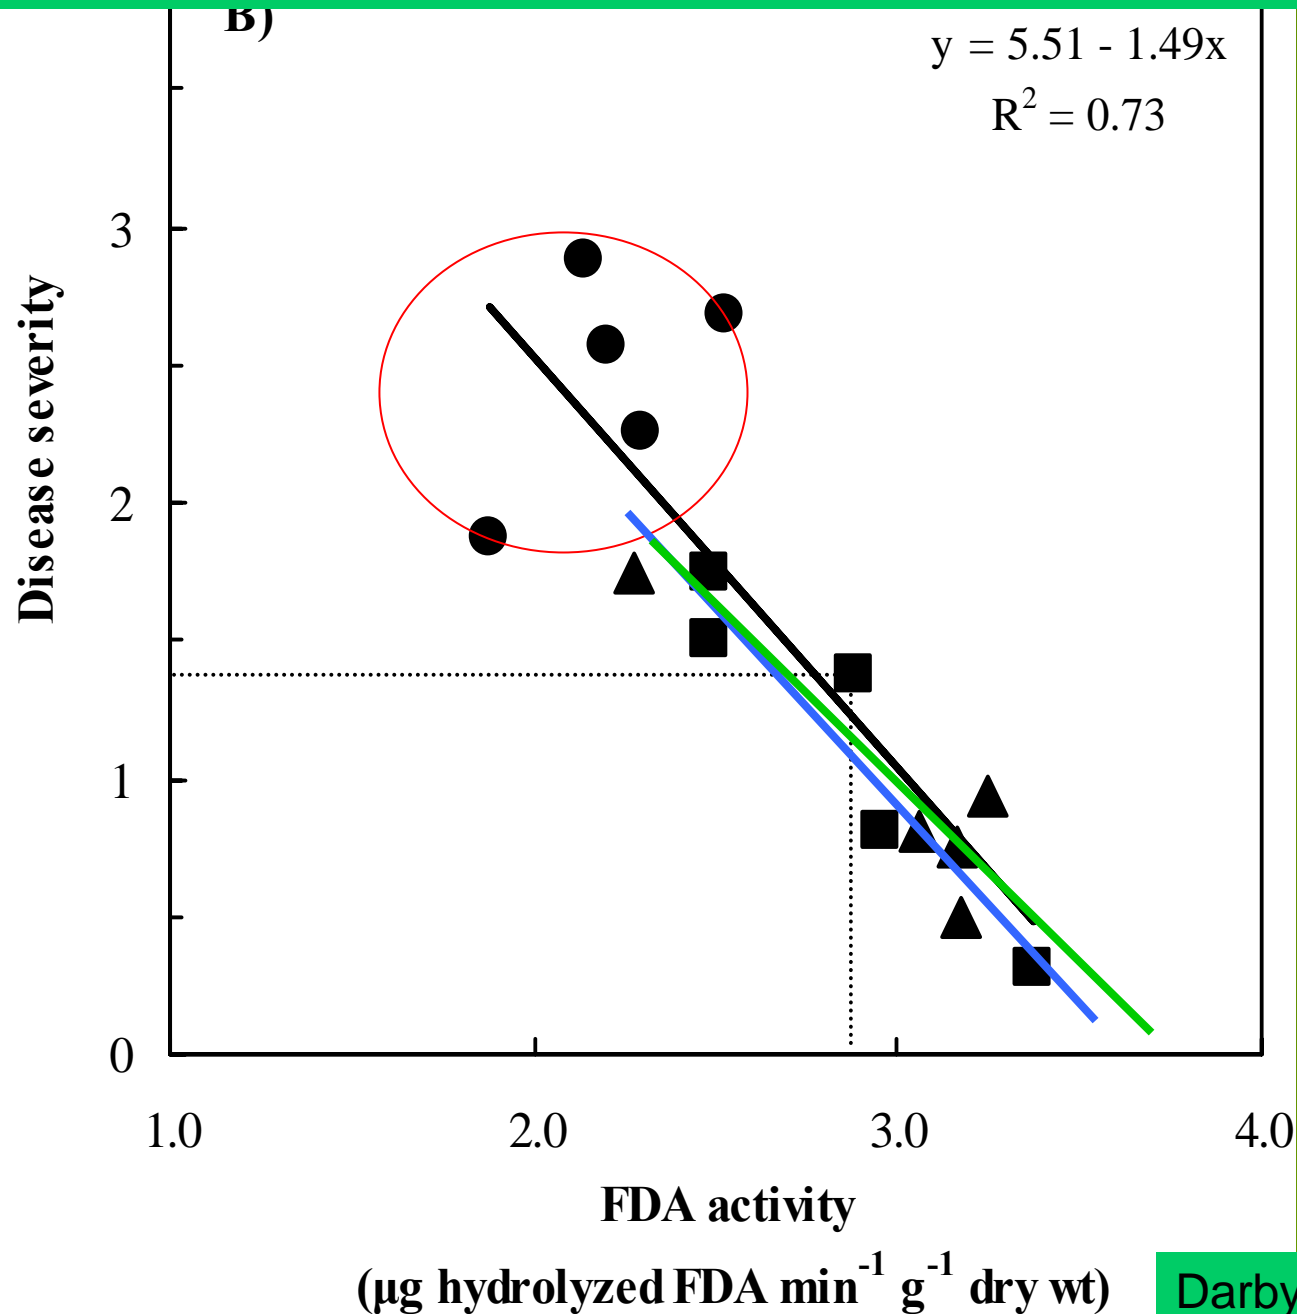 B)
y = 5.51 - 1.49x
R² = 0.73
3
2
1
0
Disease severity
1.0 2.0 3.0 4.0
FDA activity
(µg hydrolyzed FDA min⁻¹ g⁻¹ dry wt)
Darby